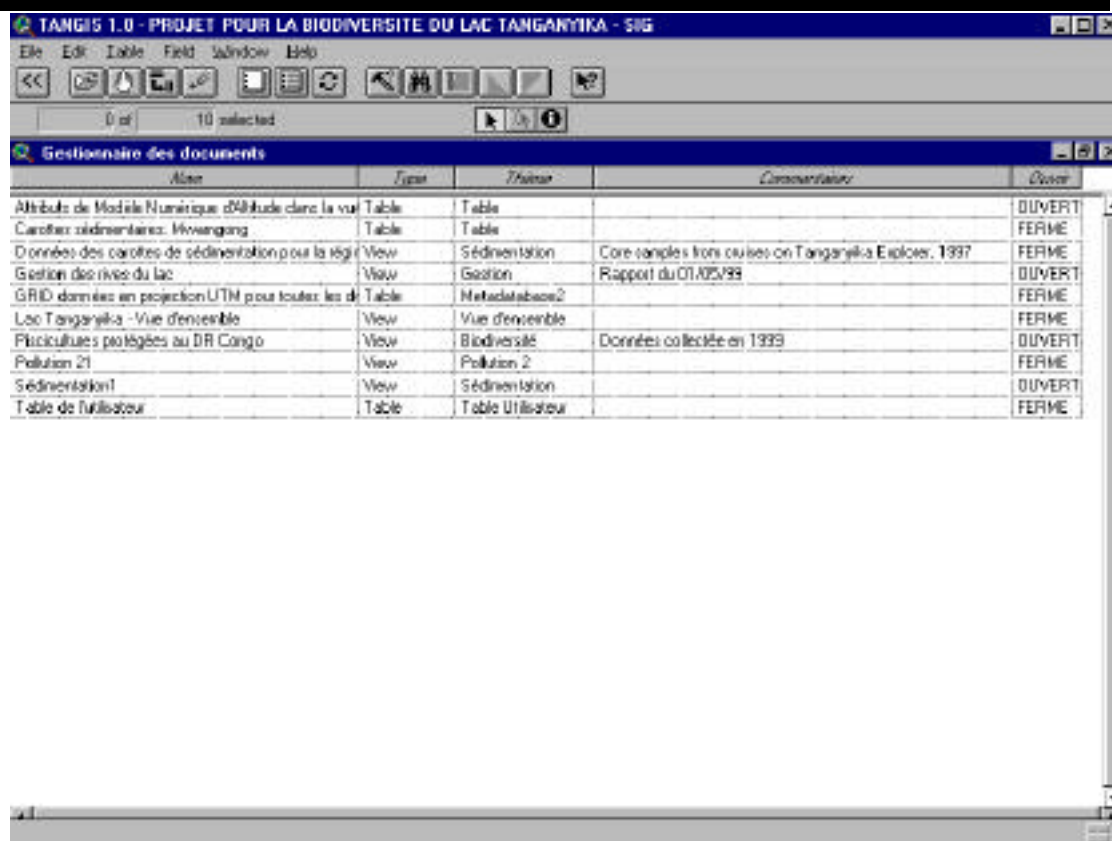 TANGIS 1.0 - PROJET POUR LA BIODIVERSITE DU LAC TANGANYIKA - SIG
File Edit Table Field Window Help
0 of 10 selected
Gestionnaire des documents
Nom Type Thème Commentaires Ouvrir
Attributs de Modèle Numérique d'Altitude dans la vue Table Table OUVERT
Carottes sédimentaires. Table Table FERME
Données des carottes de sédimentation pour la régi View Sédimentation Core samples from cruises on Tanganyika Explorer, 1997 FERME
Gestion des rives du lac View Gestion Rapport du 01/05/99 OUVERT
GRID données en projection UTM pour toutes les d Table Metadatabase2 FERME
Lac Tanganyika - Vue d'ensemble View Vue d'ensemble FERME
Piscicultures protégées au DR Congo View Biodiversité Données collectée en 1999 OUVERT
Pollution 21 View Pollution 2 FERME
Sédimentation1 View Sédimentation OUVERT
Table de l'utilisateur Table Table Utilisateur FERME